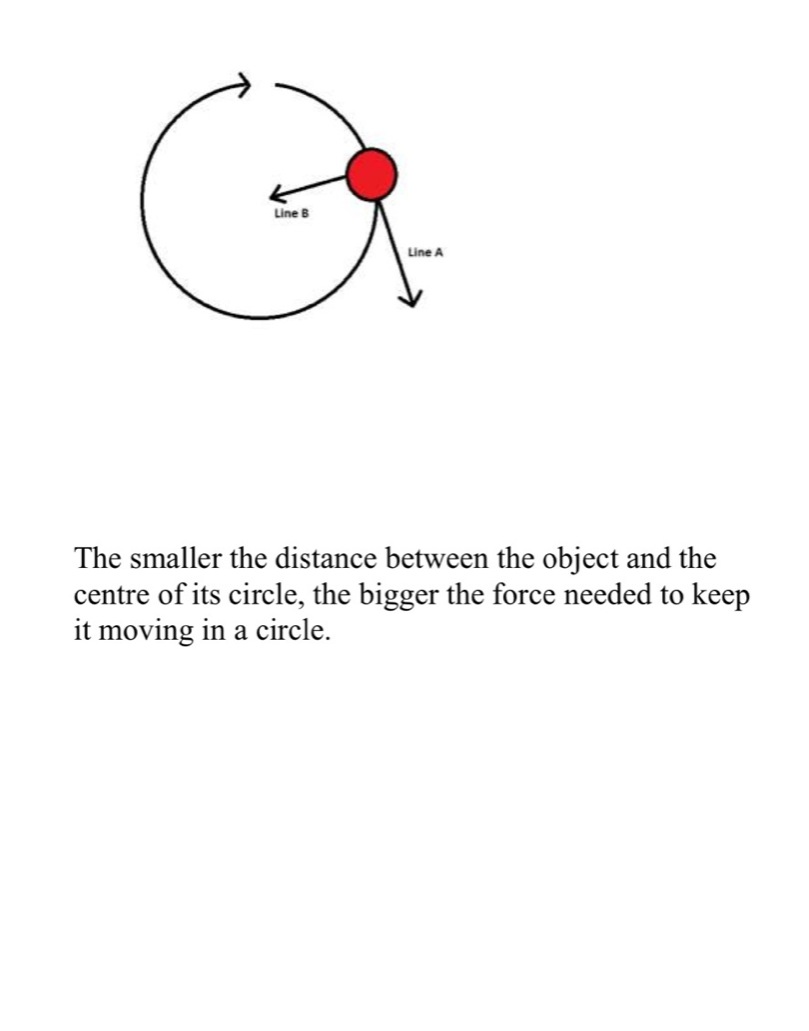 Line B
Line A
The smaller the distance between the object and the
centre of its circle, the bigger the force needed to keep
it moving in a circle.